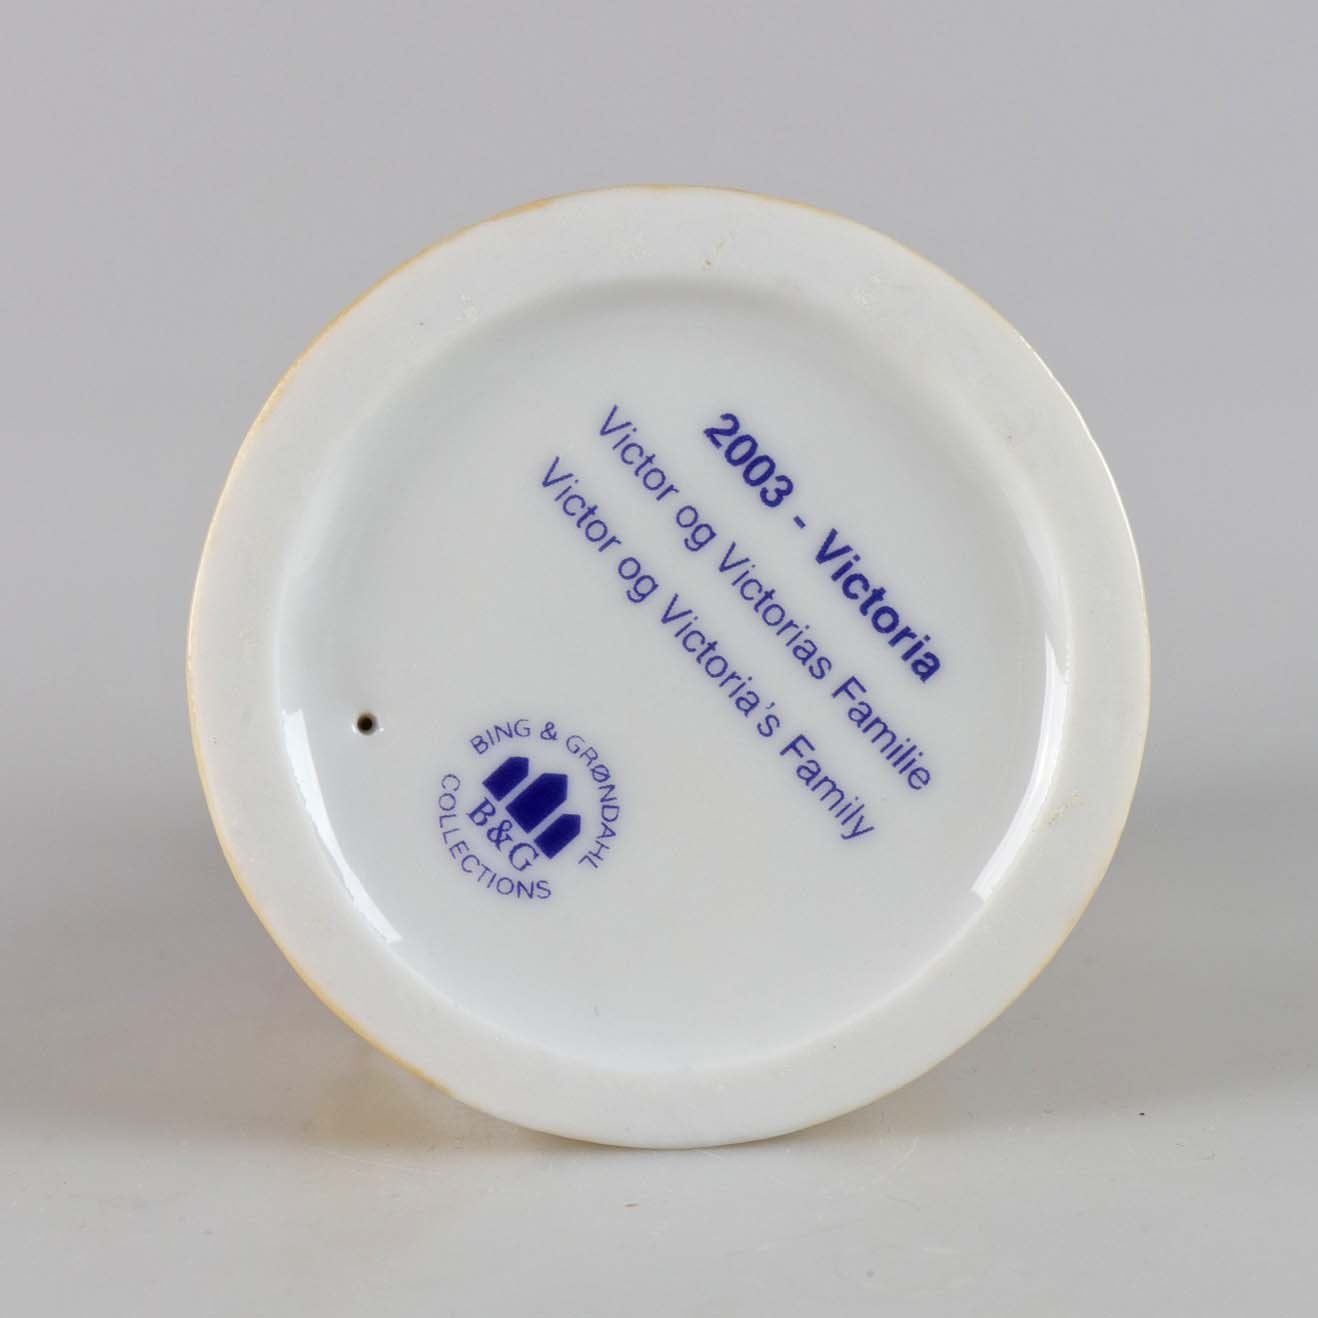 2003 - Victoria
Victor og Victorias Familie
Victor og Victoria's Family
BING & GRØNDAHL
B&G
COLLECTIONS